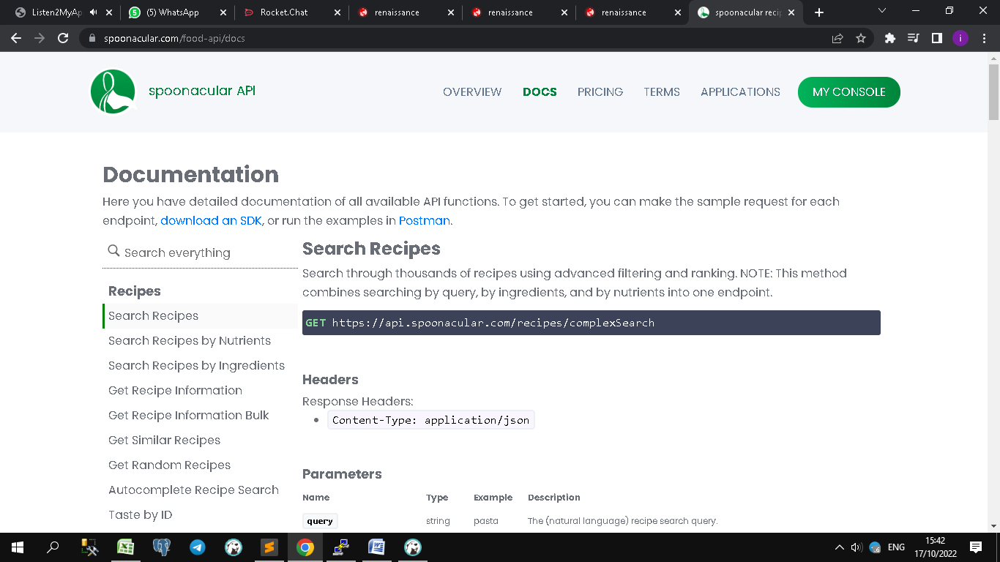 Listen2MyAp
(5) WhatsApp
Rocket.Chat
renaissance
renaissance
renaissance
spoonacular recip
spoonacular.com/food-api/docs
i
spoonacular API
OVERVIEW
DOCS
PRICING
TERMS
APPLICATIONS
MY CONSOLE
Documentation
Here you have detailed documentation of all available API functions. To get started, you can make the sample request for each
endpoint, download an SDK, or run the examples in Postman.
Search everything
Recipes
Search Recipes
Search Recipes by Nutrients
Search Recipes by Ingredients
Get Recipe Information
Get Recipe Information Bulk
Get Similar Recipes
Get Random Recipes
Autocomplete Recipe Search
Taste by ID
Search Recipes
Search through thousands of recipes using advanced filtering and ranking. NOTE: This method
combines searching by query, by ingredients, and by nutrients into one endpoint.
GET https://api.spoonacular.com/recipes/complexSearch
Headers
Response Headers:
Content-Type: application/json
Parameters
Name Type Example Description
query string pasta The (natural language) recipe search query.
ENG
15:42
17/10/2022